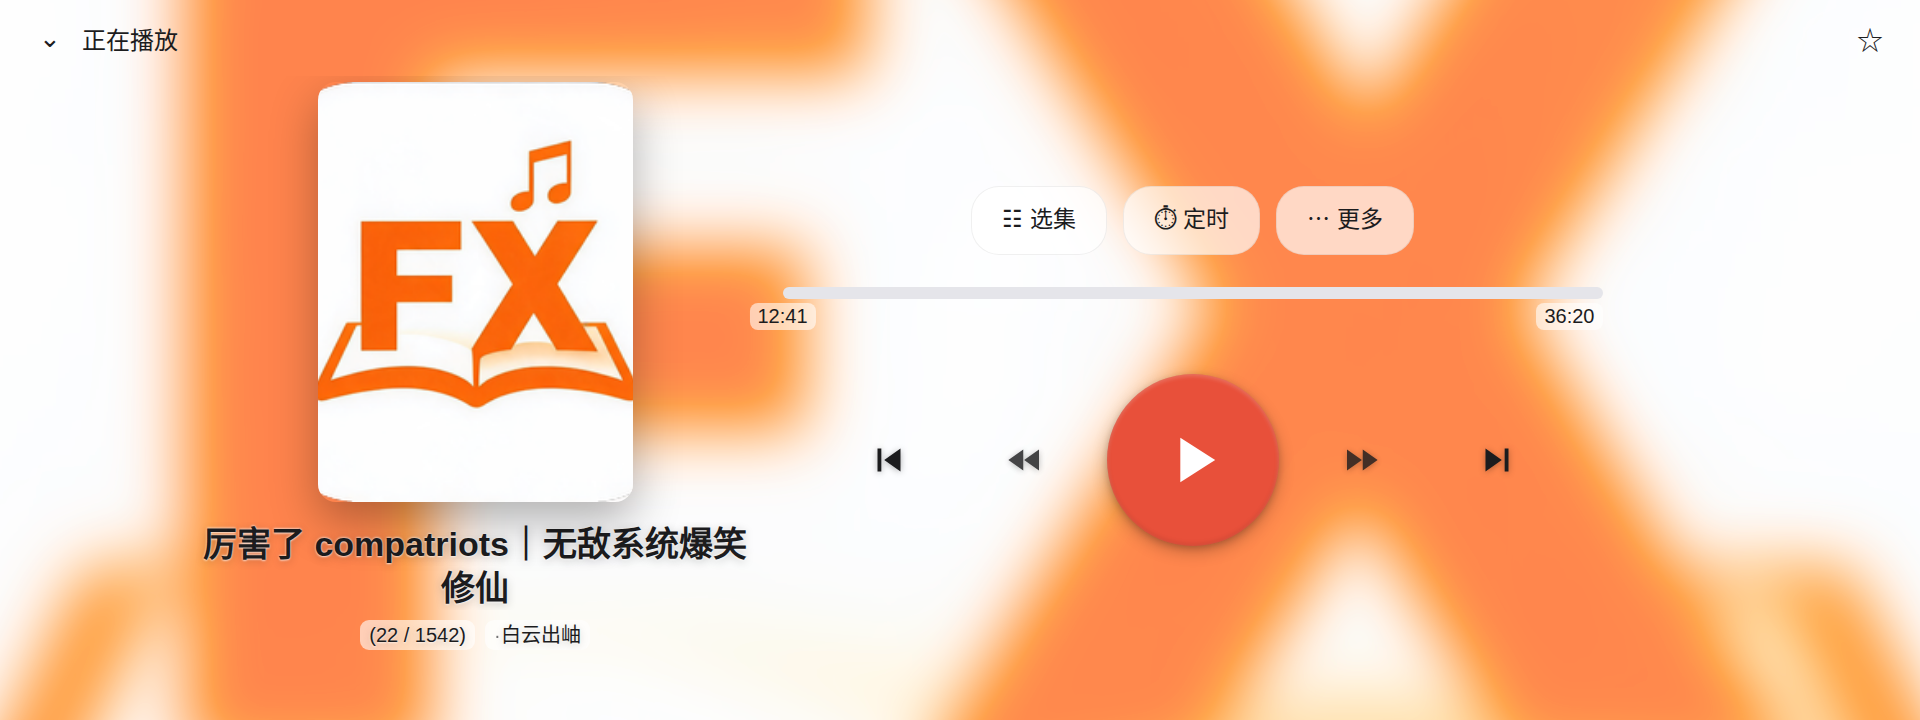 正在播放
☆
FX
选集
定时
··· 更多
12:41
36:20
厉害了 compatriots｜无敌系统爆笑
修仙
(22 / 1542)
·白云出岫